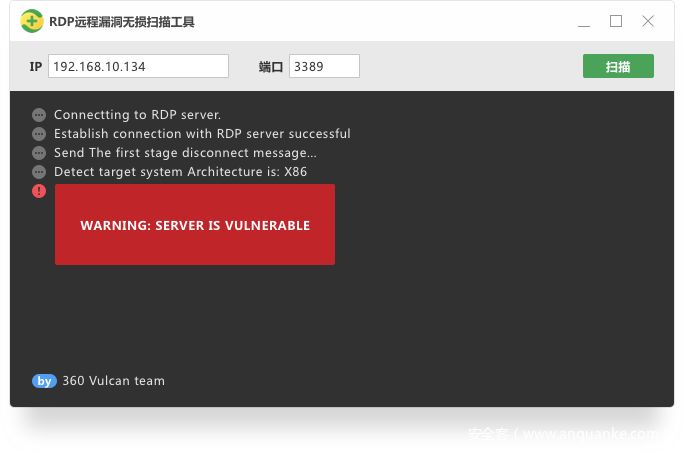 RDP远程漏洞无损扫描工具
IP 192.168.10.134 端口 3389 扫描
Connectting to RDP server.
Establish connection with RDP server successful
Send The first stage disconnect message...
Detect target system Architecture is: X86
WARNING: SERVER IS VULNERABLE
by 360 Vulcan team
安全客 ( www.anquanke.com )